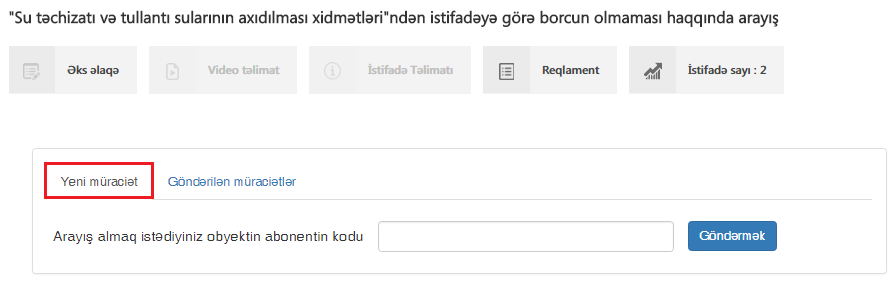 "Su təchizatı və tullantı sularının axıdılması xidmətləri"ndən istifadəyə görə borcun olmaması haqqında arayış
Əks əlaqə Video təlimat İstifadə Təlimatı Reqlament İstifadə sayı : 2
Yeni müraciət Göndərilən müraciətlər
Arayış almaq istədiyiniz obyektin abonentin kodu Göndərmək